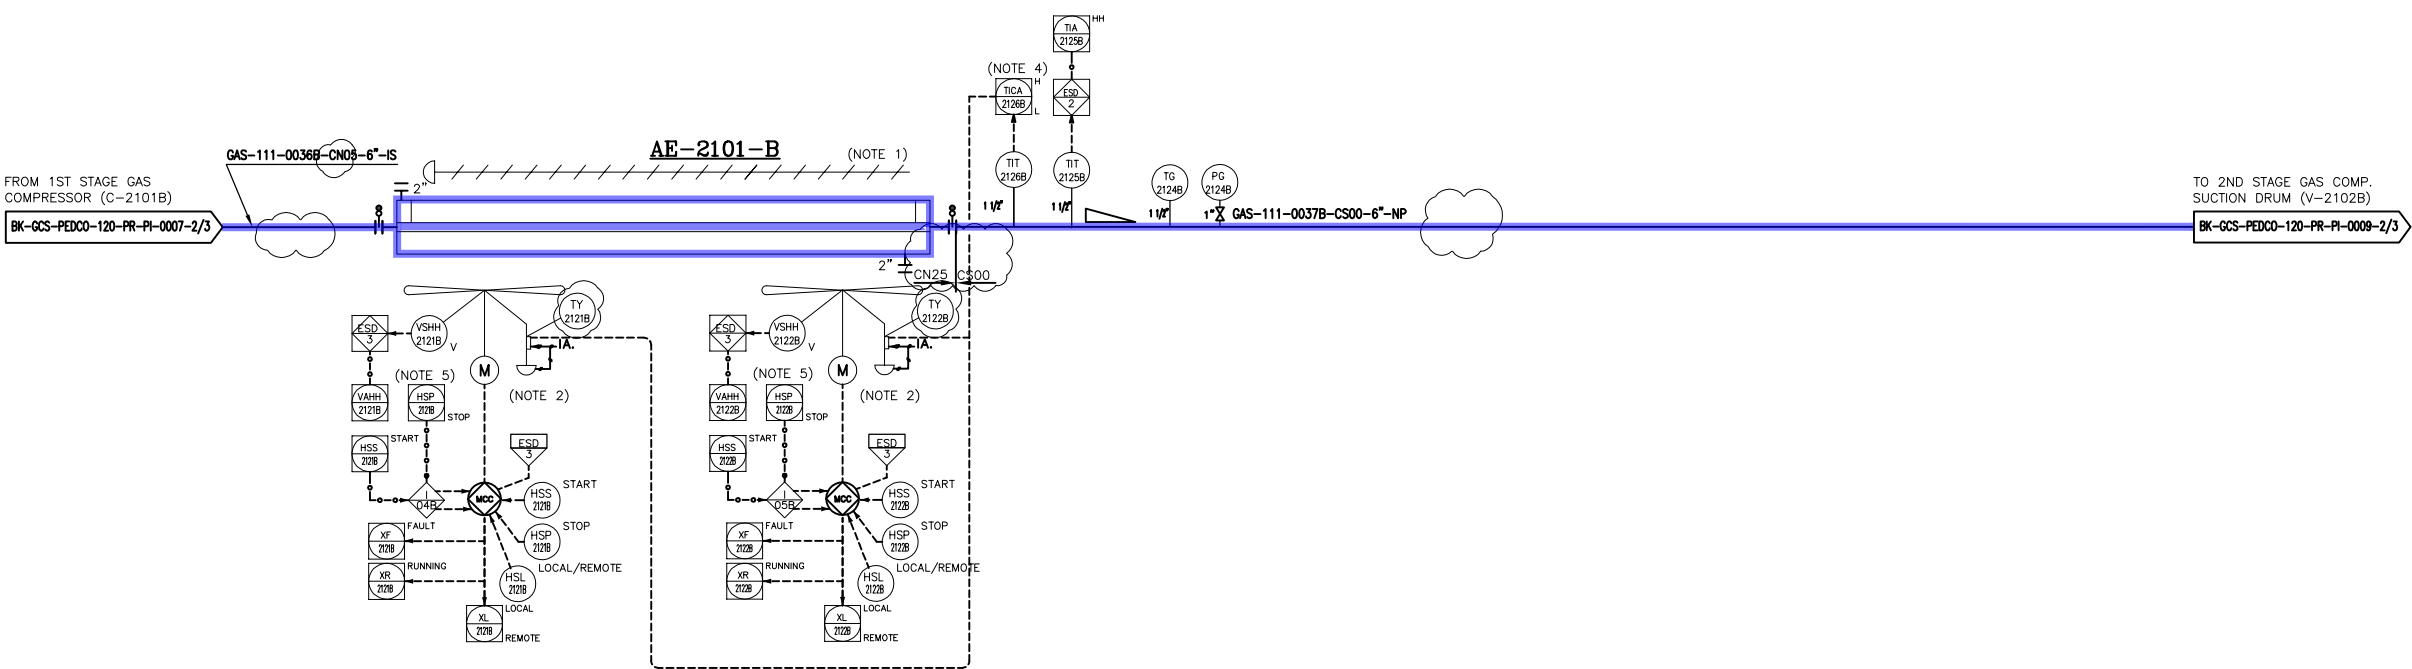 TIA
2125B
HH
(NOTE 4)
TICA
2126B
H
L
ESD
2
GAS-111-0036B-CN05-6"-IS
AE-2101-B
(NOTE 1)
TIT
2126B
TIT
2125B
TG
2124B
PG
2124B
FROM 1ST STAGE GAS
COMPRESSOR (C-2101B)
2"
1 1/2"
1 1/2"
1 1/2"
1"
GAS-111-0037B-CS00-6"-NP
TO 2ND STAGE GAS COMP.
SUCTION DRUM (V-2102B)
BK-GCS-PEDCO-120-PR-PI-0007-2/3
BK-GCS-PEDCO-120-PR-PI-0009-2/3
2"
CN25
CS00
TY
2121B
ESD
3
VSHH
2121B
V
IA.
M
(NOTE 5)
(NOTE 2)
VAHH
2121B
HSP
2121B
STOP
HSS
2121B
START
ESD
3
I
04B
MCC
HSS
2121B
START
HSP
2121B
STOP
XF
2121B
FAULT
XR
2121B
RUNNING
HSL
2121B
LOCAL/REMOTE
XL
2121B
LOCAL
REMOTE
TY
2122B
ESD
3
VSHH
2122B
V
IA.
M
(NOTE 5)
(NOTE 2)
VAHH
2122B
HSP
2122B
STOP
HSS
2122B
START
ESD
3
I
05B
MCC
HSS
2122B
START
HSP
2122B
STOP
XF
2122B
FAULT
XR
2122B
RUNNING
HSL
2122B
LOCAL/REMOTE
XL
2122B
LOCAL
REMOTE